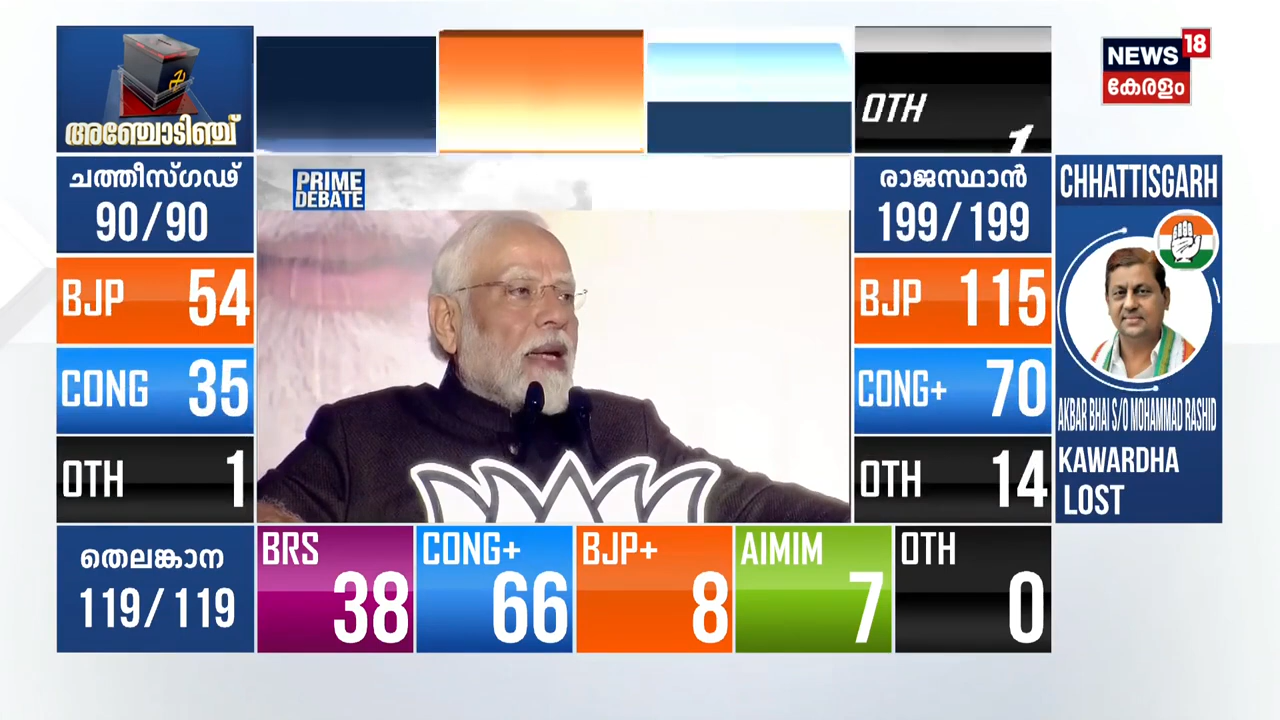 അഞ്ചോടിഞ്ച്
OTH
1
NEWS 18
കേരളം
ചത്തീസ്ഗഢ്
90/90
BJP 54
CONG 35
OTH 1
PRIME
DEBATE
രാജസ്ഥാൻ
199/199
BJP 115
CONG+ 70
OTH 14
CHHATTISGARH
AKBAR BHAI S/O MOHAMMAD RASHID
KAWARDHA
LOST
തെലങ്കാന
119/119
BRS
38
CONG+
66
BJP+
8
AIMIM
7
OTH
0